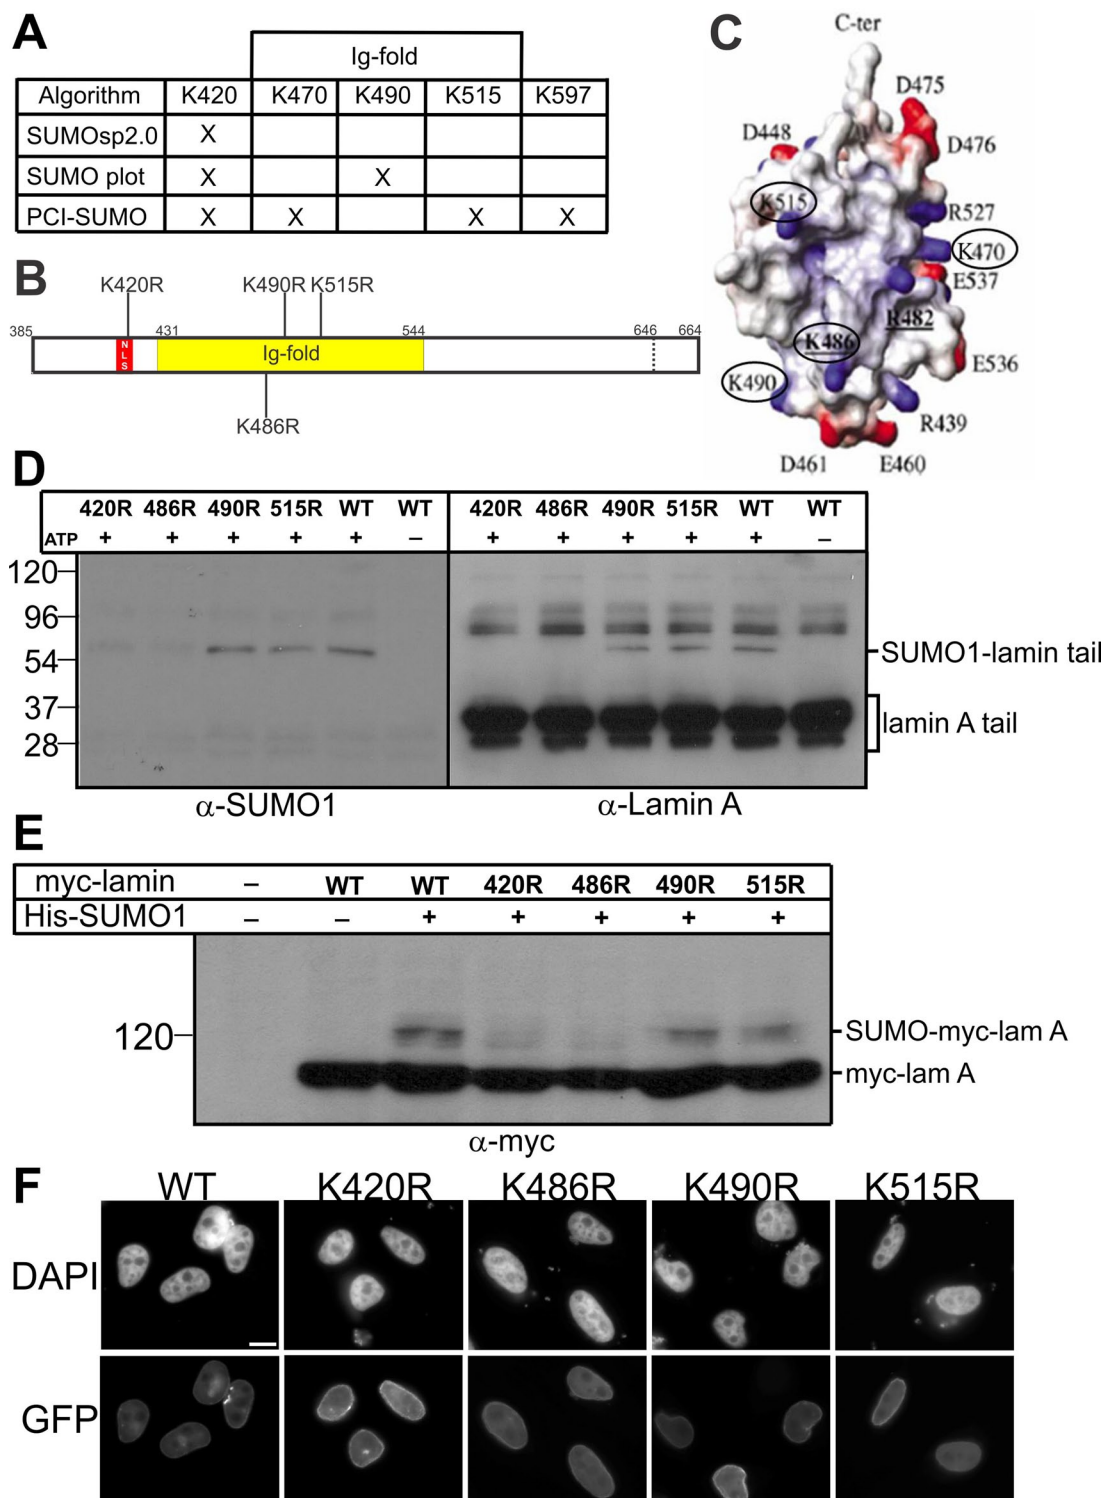 A
Ig-fold
Algorithm K420 K470 K490 K515 K597
SUMOsp2.0 X
SUMO plot X X
PCI-SUMO X X X X
B
K420R K490R K515R
385 431 544 646 664
NLS
Ig-fold
K486R
C
C-ter
D475
D448
D476
K515
R527
K470
E537
R482
K486
K490
E536
R439
D461 E460
D
420R 486R 490R 515R WT WT 420R 486R 490R 515R WT WT
ATP + + + + + – + + + + + –
120
96
54
37
28
SUMO1-lamin tail
lamin A tail
α-SUMO1 α-Lamin A
E
myc-lamin – WT WT 420R 486R 490R 515R
His-SUMO1 – – + + + + +
120
SUMO-myc-lam A
myc-lam A
α-myc
F
WT K420R K486R K490R K515R
DAPI
GFP